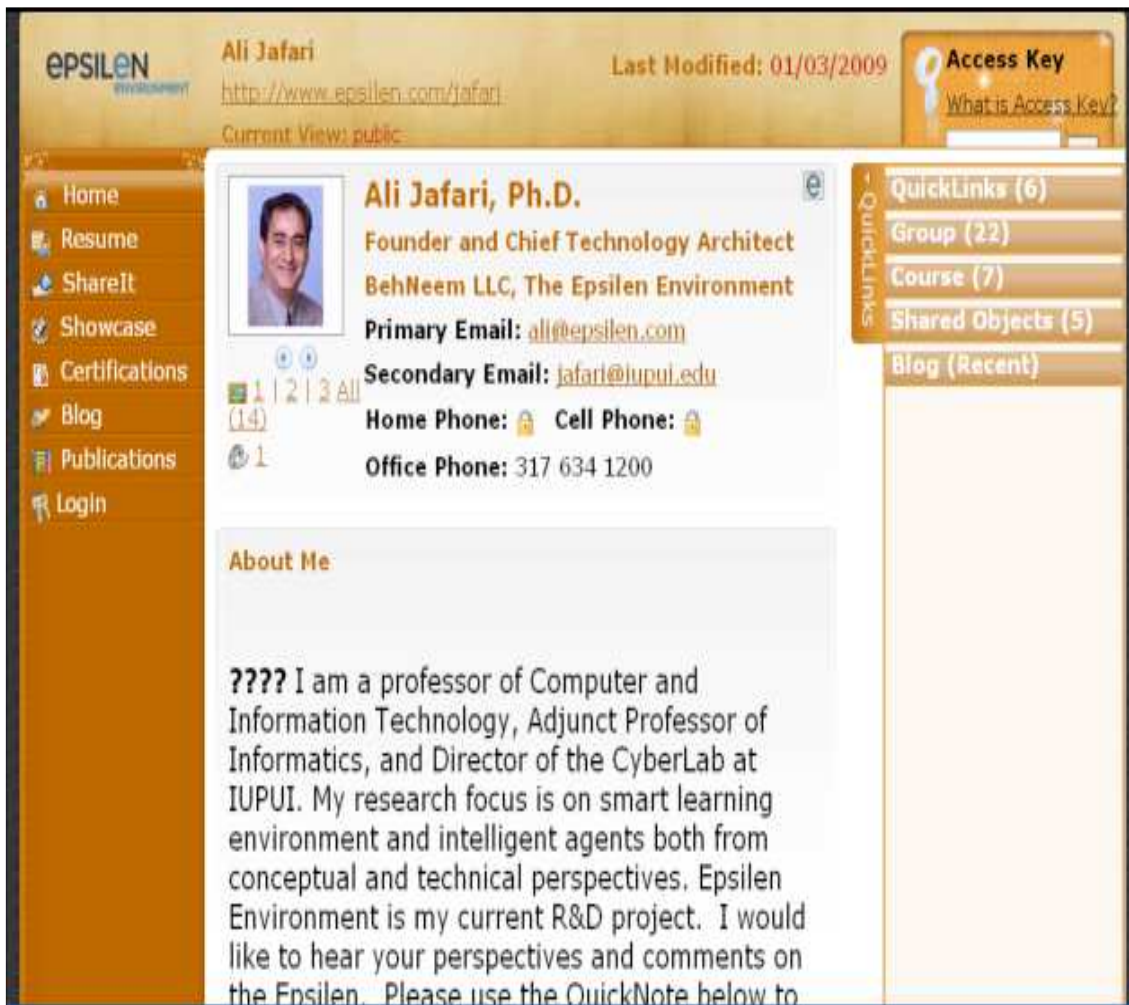 EPSILEN
ENVIRONMENT
Ali Jafari
http://www.epsilen.com/jafari
Current View: public
Last Modified: 01/03/2009
Access Key
What is Access Key?
Home
Resume
ShareIt
Showcase
Certifications
Blog
Publications
Login
Ali Jafari, Ph.D.
Founder and Chief Technology Architect
BehNeem LLC, The Epsilen Environment
Primary Email: ali@epsilen.com
Secondary Email: jafari@iupui.edu
Home Phone: Cell Phone:
Office Phone: 317 634 1200
1 | 2 | 3 All
(14)
1
QuickLinks
QuickLinks (6)
Group (22)
Course (7)
Shared Objects (5)
Blog (Recent)
About Me
???? I am a professor of Computer and
Information Technology, Adjunct Professor of
Informatics, and Director of the CyberLab at
IUPUI. My research focus is on smart learning
environment and intelligent agents both from
conceptual and technical perspectives. Epsilen
Environment is my current R&D project. I would
like to hear your perspectives and comments on
the Epsilen. Please use the QuickNote below to